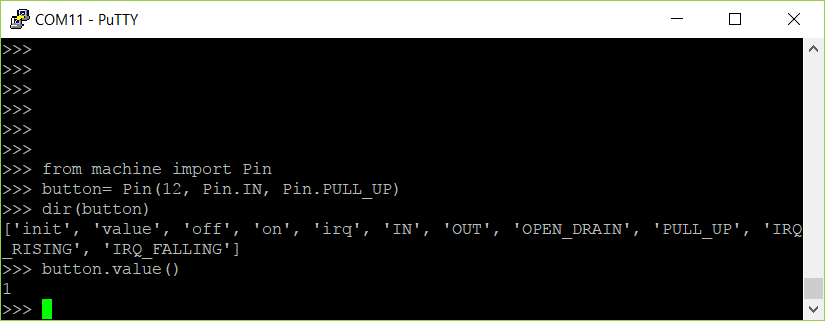 COM11 - PuTTY
>>>
>>>
>>>
>>>
>>>
>>>
>>> from machine import Pin
>>> button= Pin(12, Pin.IN, Pin.PULL_UP)
>>> dir(button)
['init', 'value', 'off', 'on', 'irq', 'IN', 'OUT', 'OPEN_DRAIN', 'PULL_UP', 'IRQ
_RISING', 'IRQ_FALLING']
>>> button.value()
1
>>>